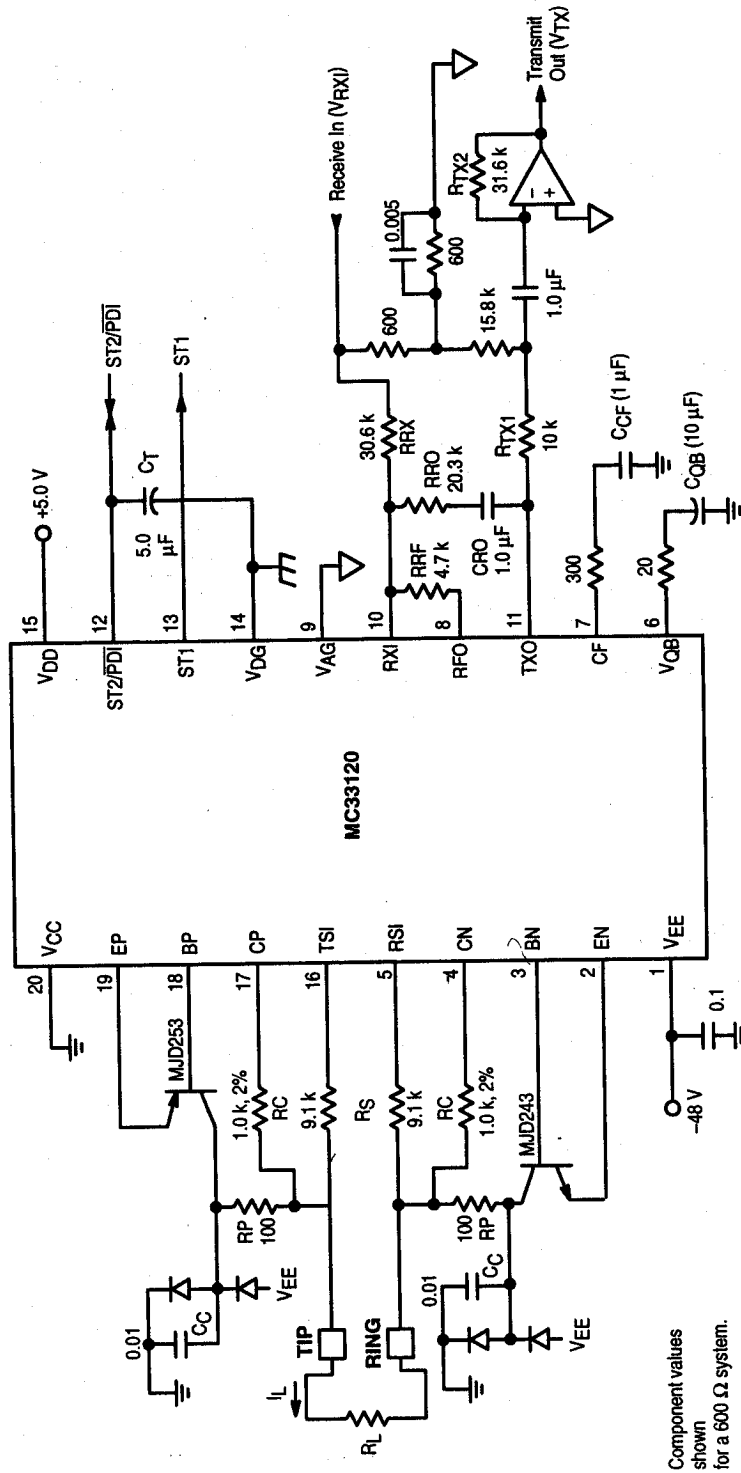 Component values
shown
for a 600 Ω system.
MC33120
20
VCC
19
EP
18
BP
17
CP
16
TSI
5
RSI
4
CN
3
BN
2
EN
1
VEE
15
VDD
12
ST2/PDI
13
ST1
14
VDG
9
VAG
10
RXI
8
RFO
11
TXO
7
CF
6
VQB
MJD253
1.0 k, 2%
RC
9.1 k
RS
9.1 k
RC
1.0 k, 2%
MJD243
–48 V
0.1
RP
100
100
RP
0.01
CC
VEE
0.01
CC
VEE
TIP
RING
IL
RL
+5.0 V
ST2/PDI
CT
5.0
µF
ST1
Receive In (VRXI)
30.6 k
RRX
RRO
20.3 k
RRF
4.7 k
CRO
1.0 µF
600
0.005
600
15.8 k
RTX1
10 k
1.0 µF
RTX2
31.6 k
–
+
Transmit
Out (VTX)
300
CCF (1 µF)
20
CQB (10 µF)